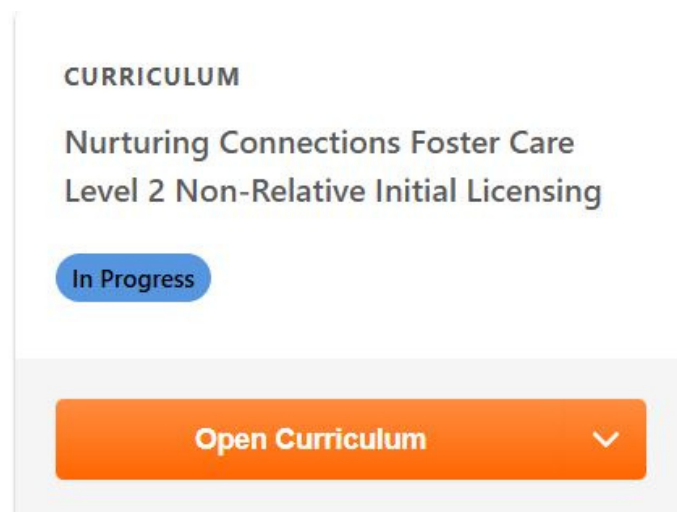 CURRICULUM
Nurturing Connections Foster Care
Level 2 Non-Relative Initial Licensing
In Progress
Open Curriculum